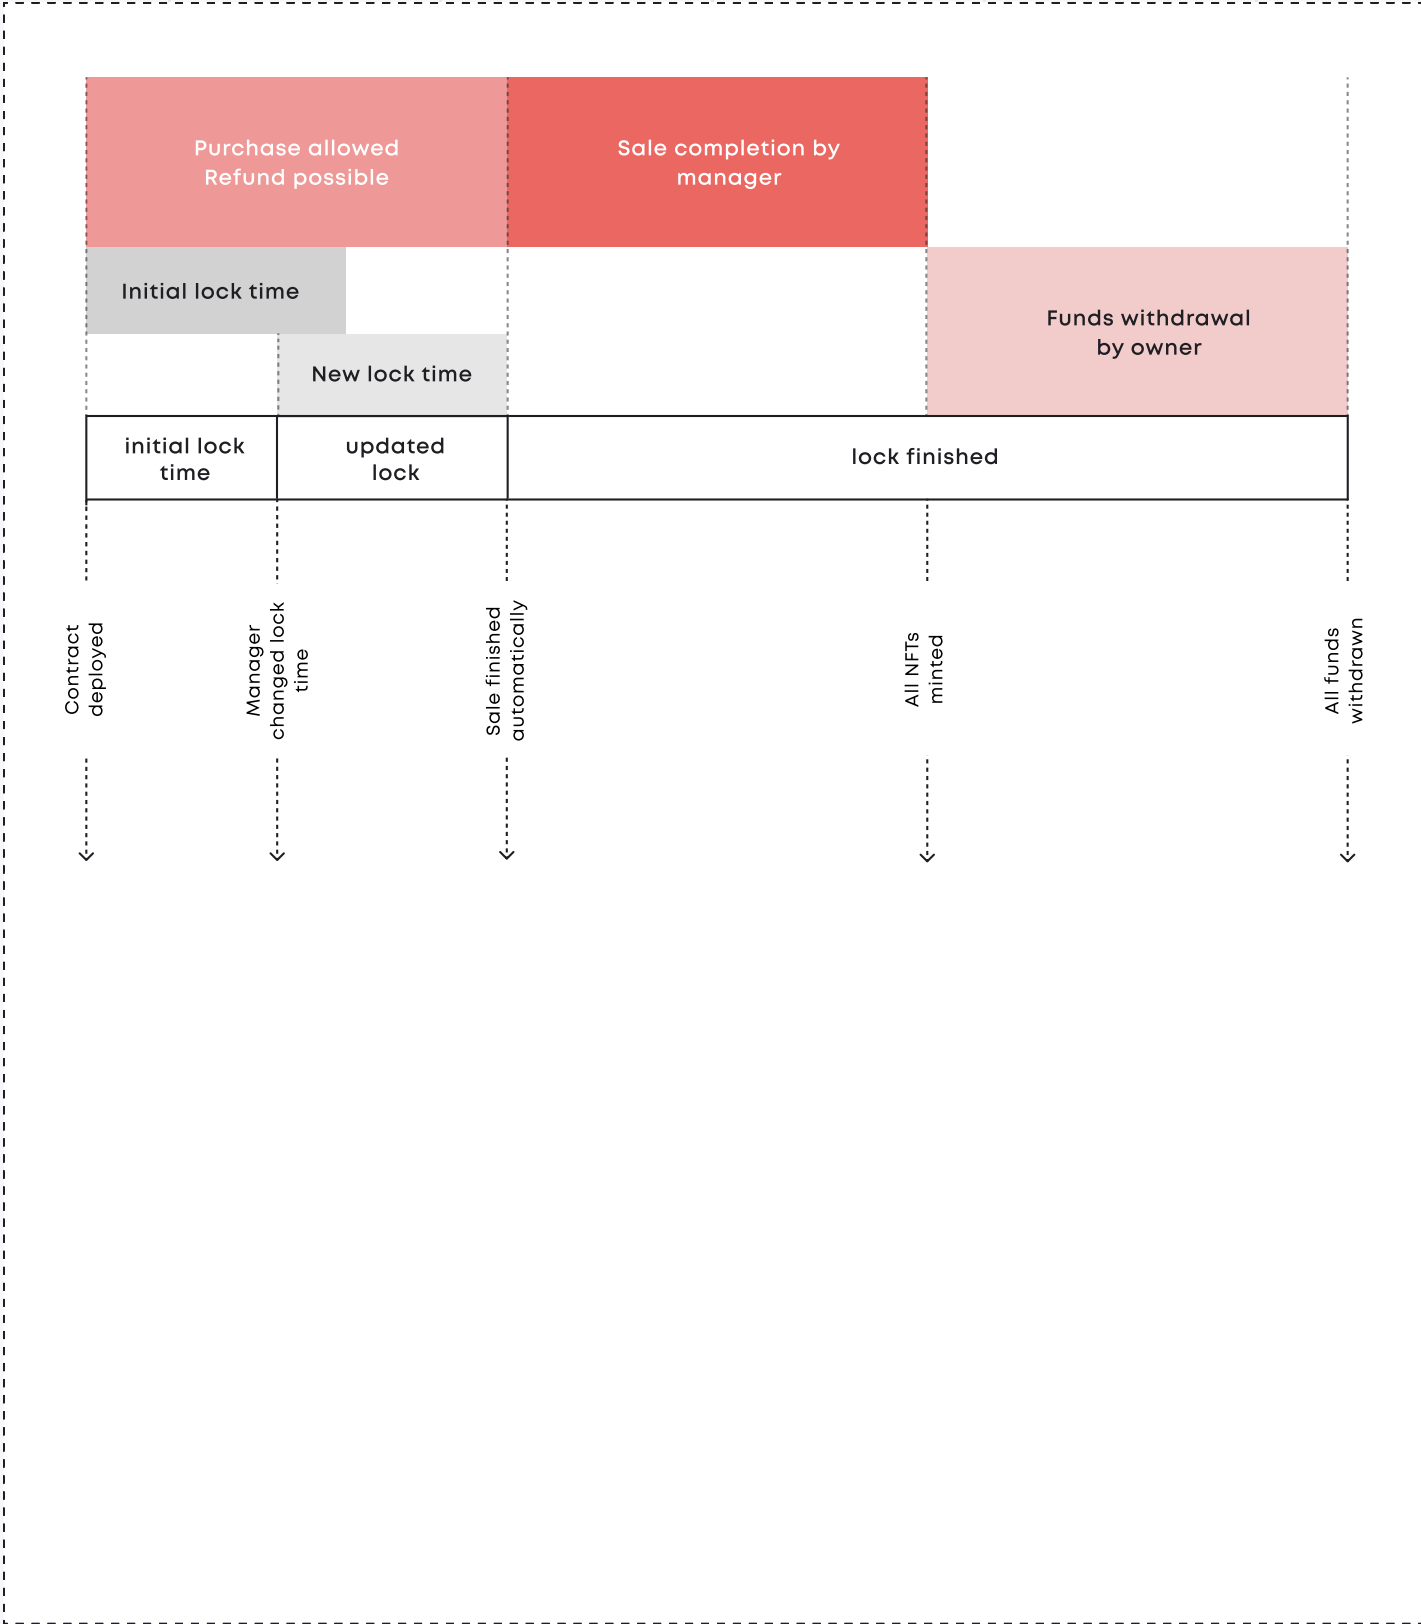 Purchase allowed
Refund possible
Sale completion by
manager
Initial lock time
New lock time
Funds withdrawal
by owner
initial lock
time
updated
lock
lock finished
Contract
deployed
Manager
changed lock
time
Sale finished
automatically
All NFTs
minted
All funds
withdrawn